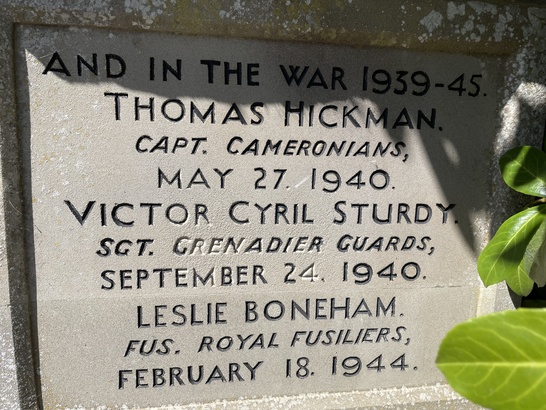 AND IN THE WAR 1939-45.
THOMAS HICKMAN.
CAPT. CAMERONIANS,
MAY 27. 1940.
VICTOR CYRIL STURDY.
SGT. GRENADIER GUARDS,
SEPTEMBER 24. 1940.
LESLIE BONEHAM.
FUS. ROYAL FUSILIERS,
FEBRUARY 18. 1944.